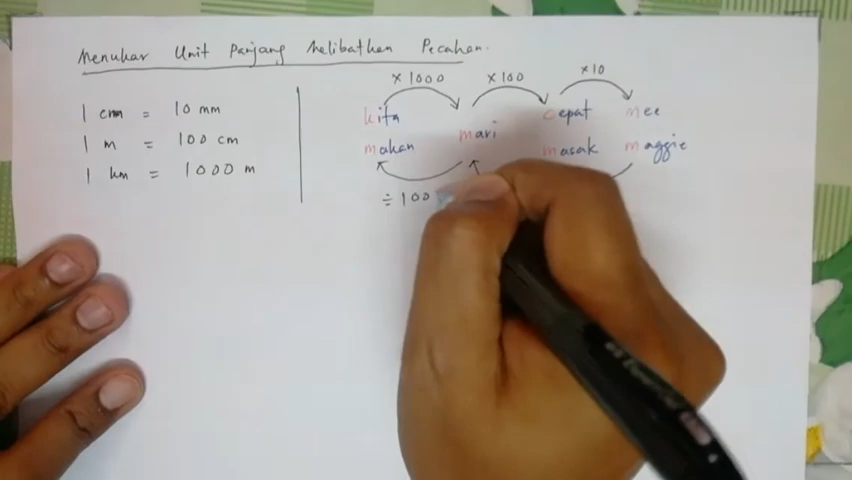 Menukar Unit Panjang Melibatkan Pecahan.
1 cm = 10 mm
1 m = 100 cm
1 km = 1000 m
× 1000 × 100 × 10
kita mari cepat mee
makan masak maggie
÷ 100